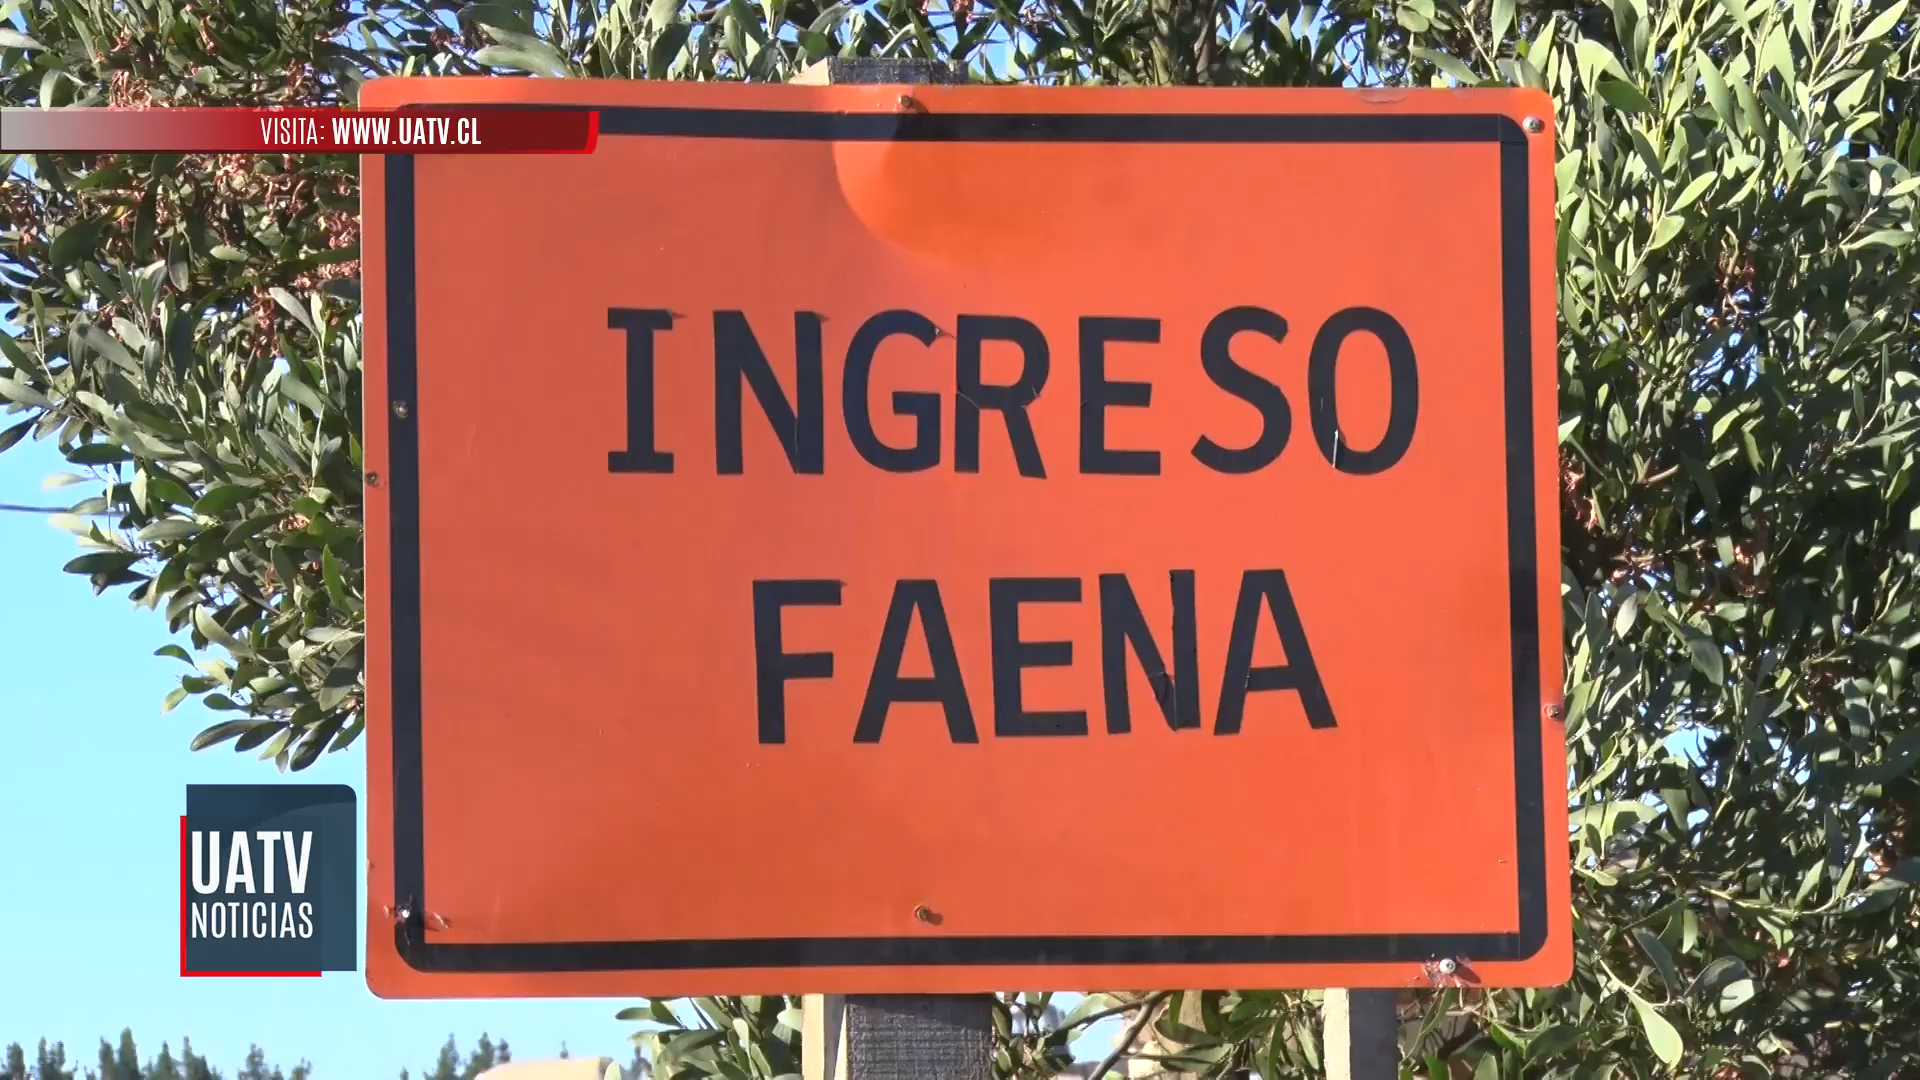 VISITA: WWW.UATV.CL
INGRESO
FAENA
UATV
NOTICIAS